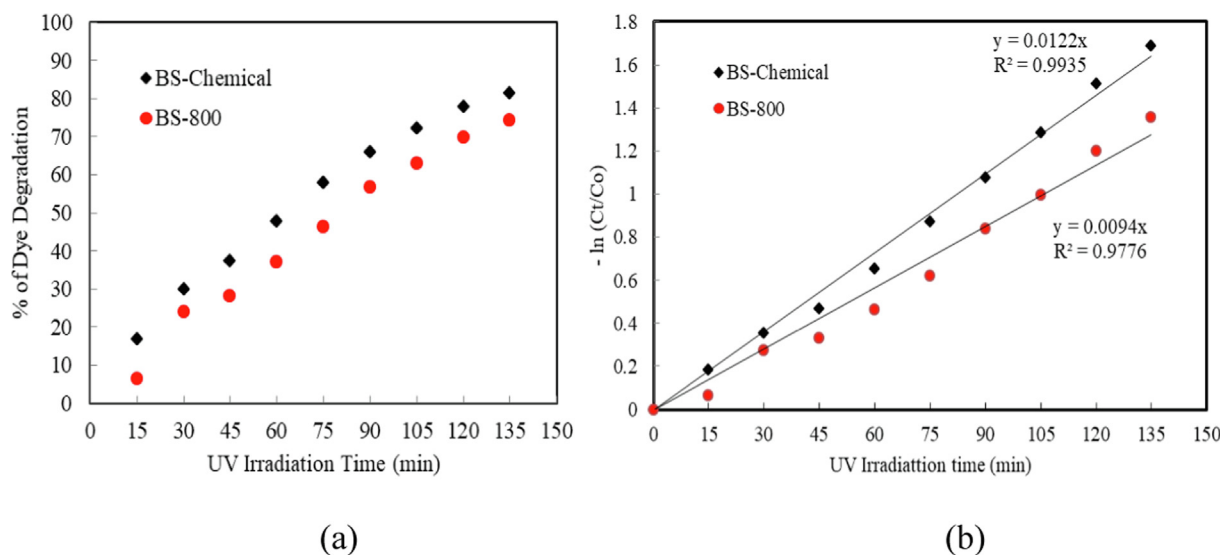 100
90
80
70
60
50
40
30
20
10
0
% of Dye Degradation
BS-Chemical
BS-800
0 15 30 45 60 75 90 105 120 135 150
UV Irradiation Time (min)
(a)
1.8
1.6
1.4
1.2
1
0.8
0.6
0.4
0.2
0
- ln (Ct/Co)
BS-Chemical
BS-800
y = 0.0122x
R² = 0.9935
y = 0.0094x
R² = 0.9776
0 15 30 45 60 75 90 105 120 135 150
UV Irradiattion time (min)
(b)